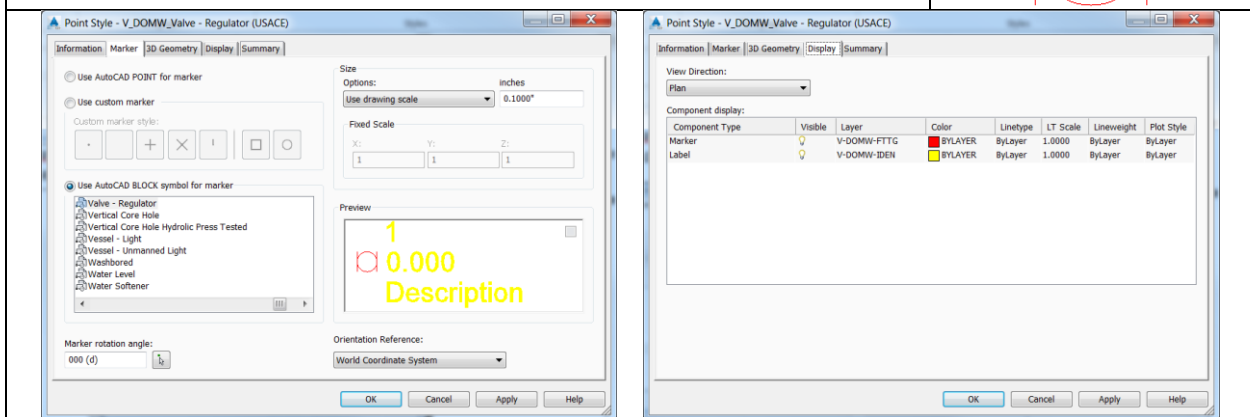 Point Style - V_DOMW_Valve - Regulator (USACE)
Information Marker 3D Geometry Display Summary
Use AutoCAD POINT for marker
Use custom marker
Custom marker style:
Use AutoCAD BLOCK symbol for marker
Valve - Regulator
Vertical Core Hole
Vertical Core Hole Hydrolic Press Tested
Vessel - Light
Vessel - Unmanned Light
Washbored
Water Level
Water Softener
Marker rotation angle:
000 (d)
Size
Options: inches
Use drawing scale 0.1000"
Fixed Scale
X: Y: Z:
1 1 1
Preview
1
0.000
Description
Orientation Reference:
World Coordinate System
OK Cancel Apply Help
Point Style - V_DOMW_Valve - Regulator (USACE)
Information Marker 3D Geometry Display Summary
View Direction:
Plan
Component display:
Component Type Visible Layer Color Linetype LT Scale Lineweight Plot Style
Marker V-DOMW-FTTG BYLAYER ByLayer 1.0000 ByLayer ByLayer
Label V-DOMW-IDEN BYLAYER ByLayer 1.0000 ByLayer ByLayer
OK Cancel Apply Help